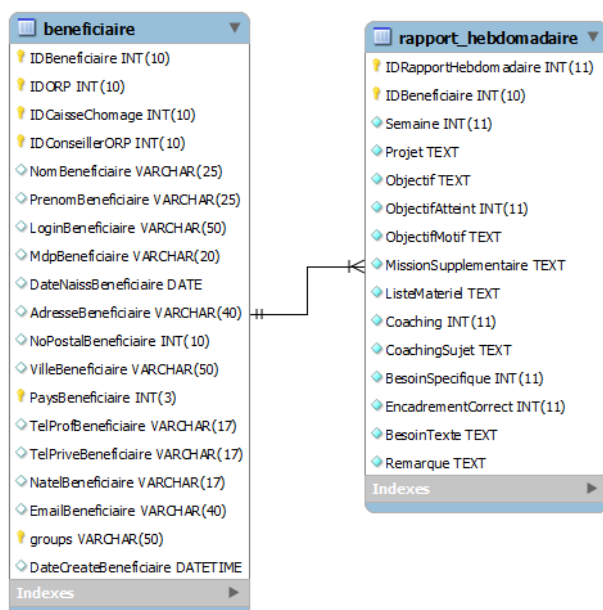 beneficiaire
IDBeneficiaire INT(10)
IDORP INT(10)
IDCaisseChomage INT(10)
IDConseillerORP INT(10)
NomBeneficiaire VARCHAR(25)
PrenomBeneficiaire VARCHAR(25)
LoginBeneficiaire VARCHAR(50)
MdpBeneficiaire VARCHAR(20)
DateNaissBeneficiaire DATE
AdresseBeneficiaire VARCHAR(40)
NoPostalBeneficiaire INT(10)
VilleBeneficiaire VARCHAR(50)
PaysBeneficiaire INT(3)
TelProfBeneficiaire VARCHAR(17)
TelPriveBeneficiaire VARCHAR(17)
NatelBeneficiaire VARCHAR(17)
EmailBeneficiaire VARCHAR(40)
groups VARCHAR(50)
DateCreateBeneficiaire DATETIME
Indexes
rapport_hebdomadaire
IDRapportHebdomadaire INT(11)
IDBeneficiaire INT(10)
Semaine INT(11)
Projet TEXT
Objectif TEXT
ObjectifAtteint INT(11)
ObjectifMotif TEXT
MissionSupplementaire TEXT
ListeMateriel TEXT
Coaching INT(11)
CoachingSujet TEXT
BesoinSpecifique INT(11)
EncadrementCorrect INT(11)
BesoinTexte TEXT
Remarque TEXT
Indexes